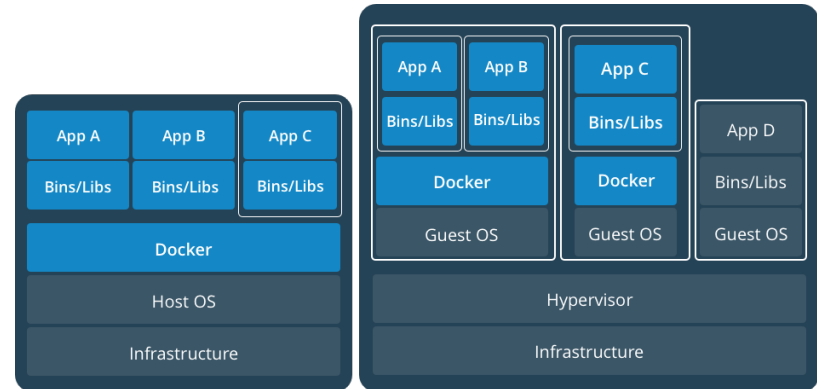 App A App B App C
Bins/Libs Bins/Libs Bins/Libs
Docker
Host OS
Infrastructure
App A App B App C
Bins/Libs Bins/Libs Bins/Libs App D
Docker Docker Bins/Libs
Guest OS Guest OS Guest OS
Hypervisor
Infrastructure